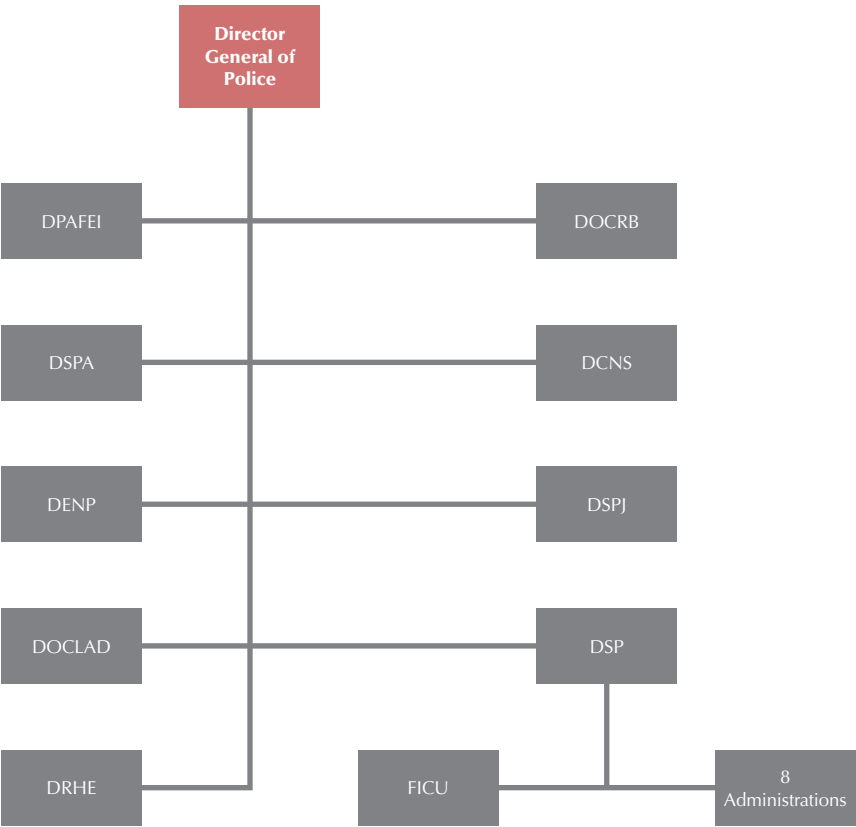 Director
General of
Police
DPAFEI
DOCRB
DSPA
DCNS
DENP
DSPJ
DOCLAD
DSP
DRHE
FICU
8
Administrations